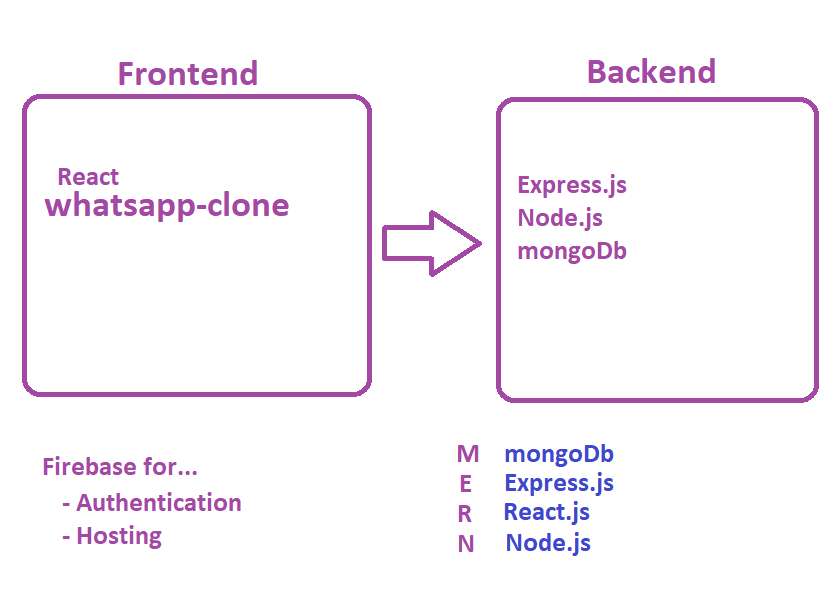 Frontend
React
whatsapp-clone
Backend
Express.js
Node.js
mongoDb
Firebase for...
- Authentication
- Hosting
M mongoDb
E Express.js
R React.js
N Node.js